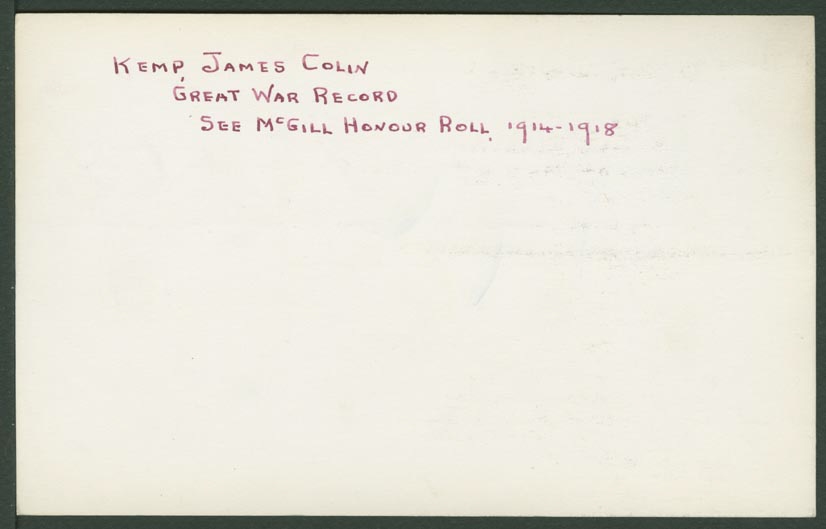 Kemp, James Colin
Great War Record
See McGill Honour Roll, 1914-1918